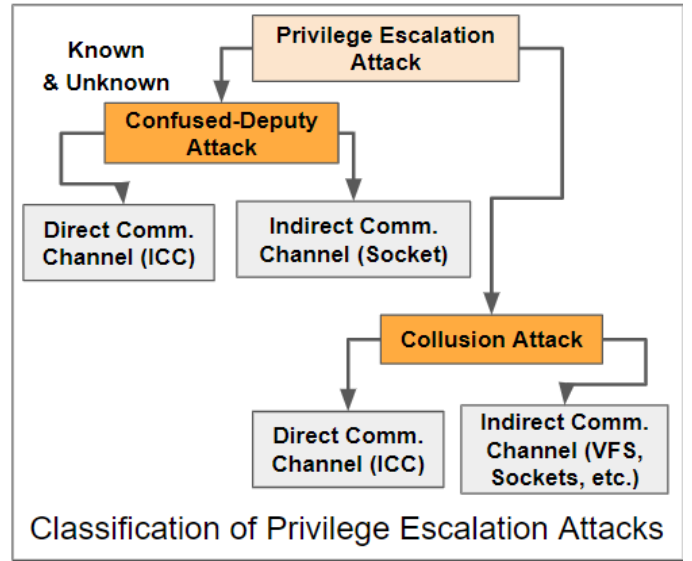 Known
& Unknown
Privilege Escalation
Attack
Confused-Deputy
Attack
Direct Comm.
Channel (ICC)
Indirect Comm.
Channel (Socket)
Collusion Attack
Direct Comm.
Channel (ICC)
Indirect Comm.
Channel (VFS,
Sockets, etc.)
Classification of Privilege Escalation Attacks